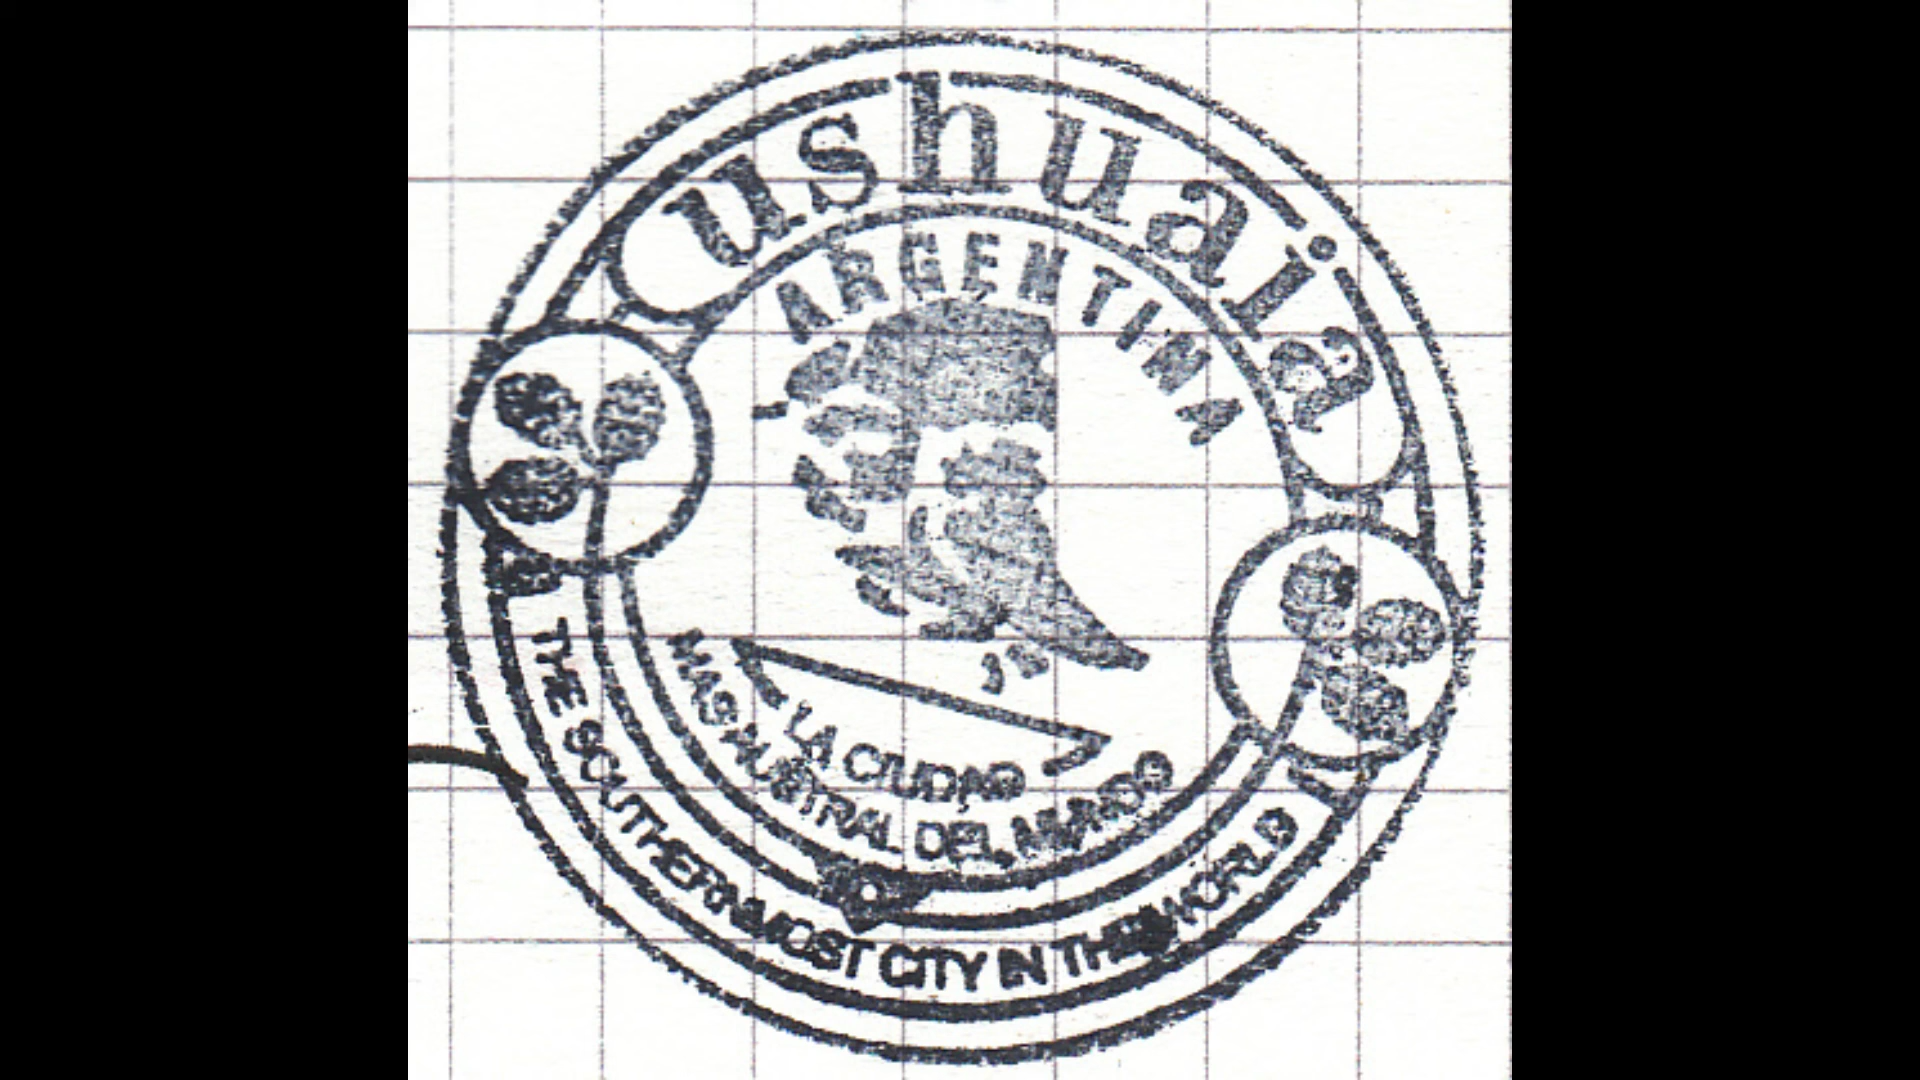 ushuaia
ARGENTINA
LA CIUDAD
MAS AUSTRAL DEL MUNDO
THE SOUTHERNMOST CITY IN THE WORLD